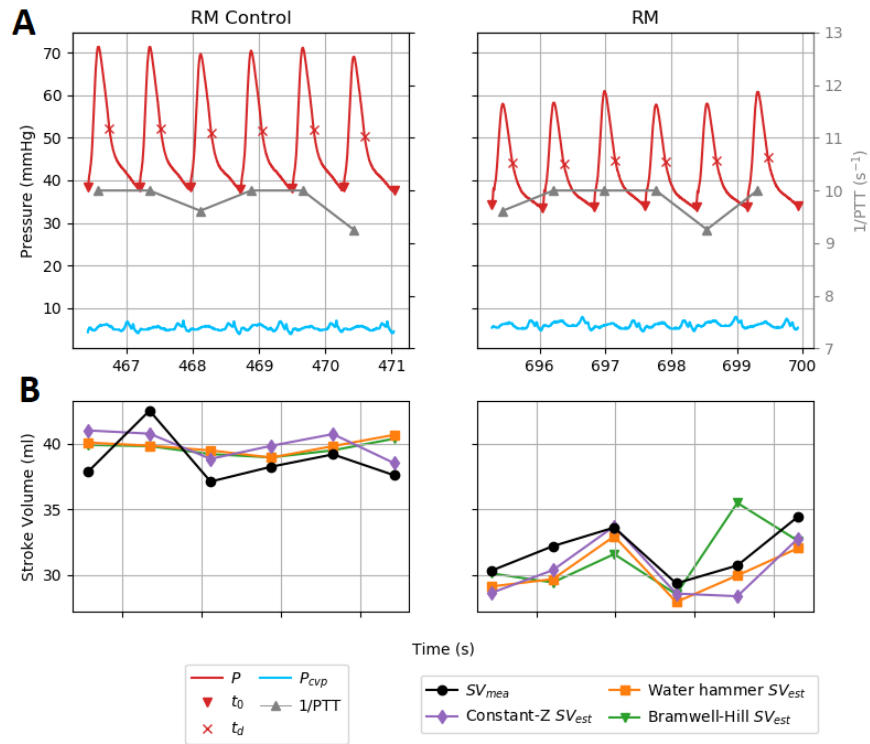 A
RM Control
RM
Pressure (mmHg)
70
60
50
40
30
20
10
467
468
469
470
471
696
697
698
699
700
13
12
11
10
9
8
7
1/PTT (s⁻¹)
B
Stroke Volume (ml)
40
35
30
Time (s)
P
P_cvp
t_0
1/PTT
t_d
SV_mea
Water hammer SV_est
Constant-Z SV_est
Bramwell-Hill SV_est